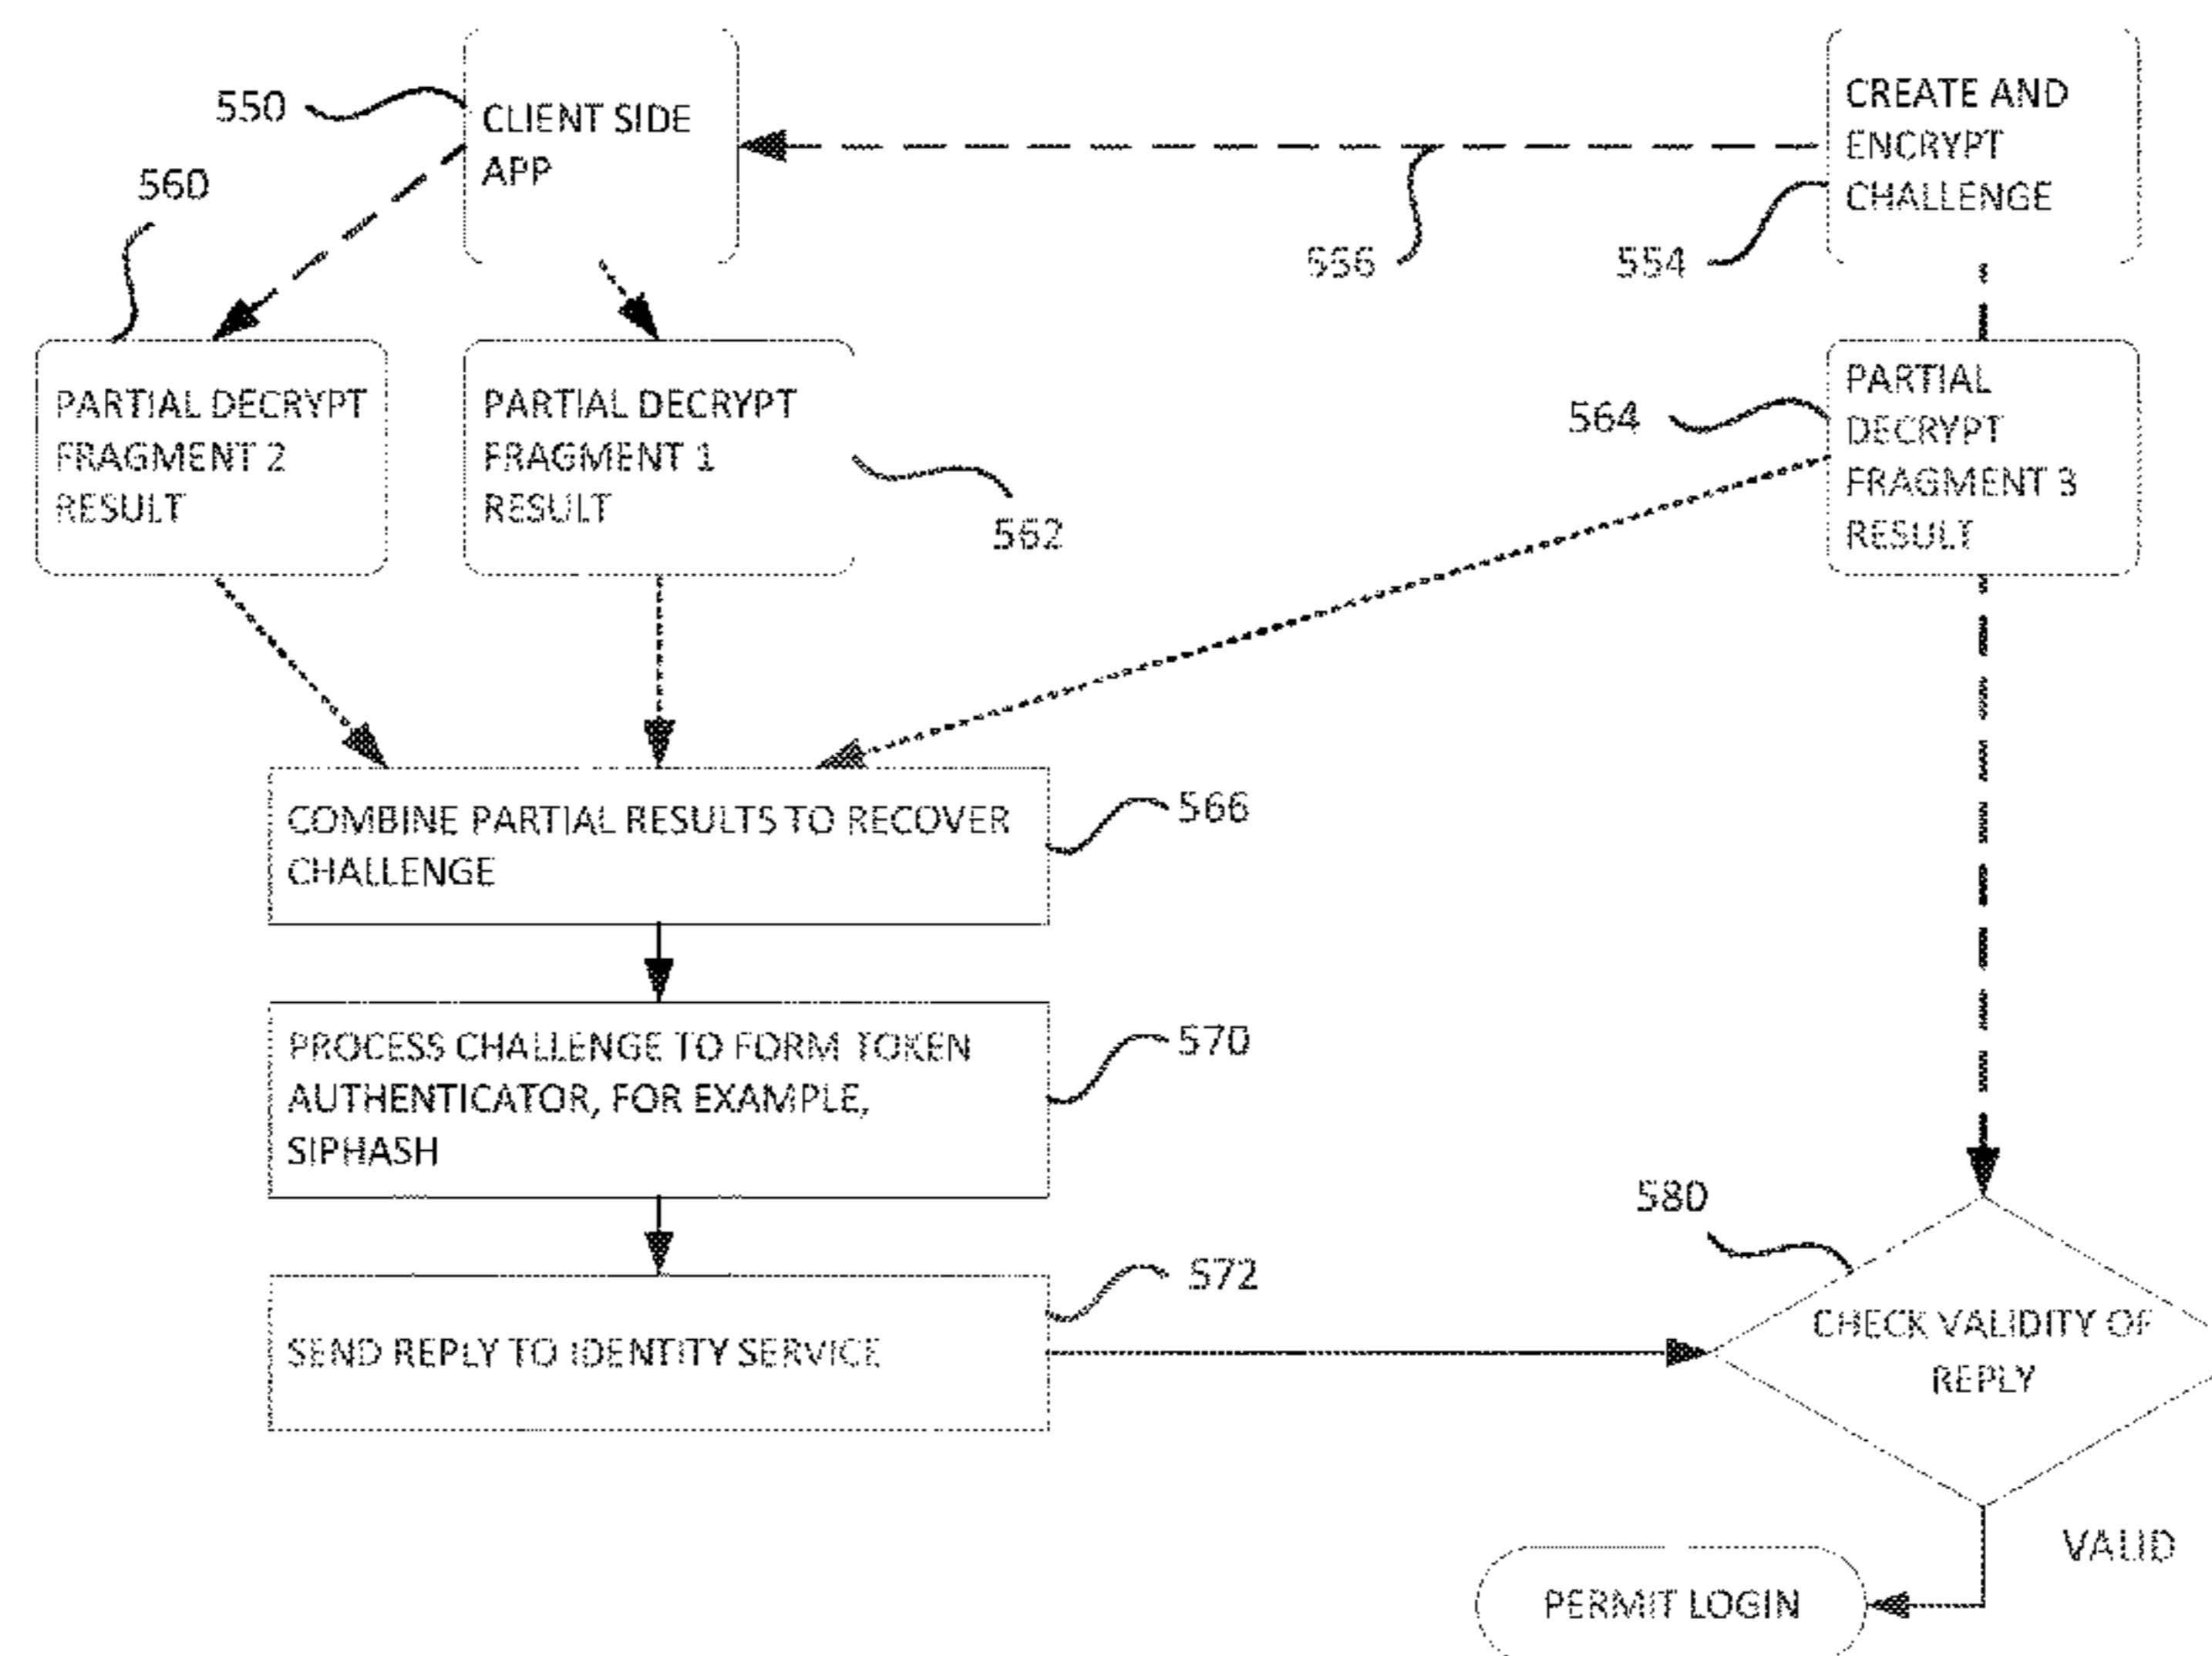 550
CLIENT SIDE
APP
CREATE AND
ENCRYPT
CHALLENGE
560
556
554
PARTIAL DECRYPT
FRAGMENT 2
RESULT
PARTIAL DECRYPT
FRAGMENT 1
RESULT
562
564
PARTIAL
DECRYPT
FRAGMENT 3
RESULT
COMBINE PARTIAL RESULTS TO RECOVER
CHALLENGE
566
PROCESS CHALLENGE TO FORM TOKEN
AUTHENTICATOR, FOR EXAMPLE,
SIPHASH
570
SEND REPLY TO IDENTITY SERVICE
572
580
CHECK VALIDITY OF
REPLY
VALID
PERMIT LOGIN